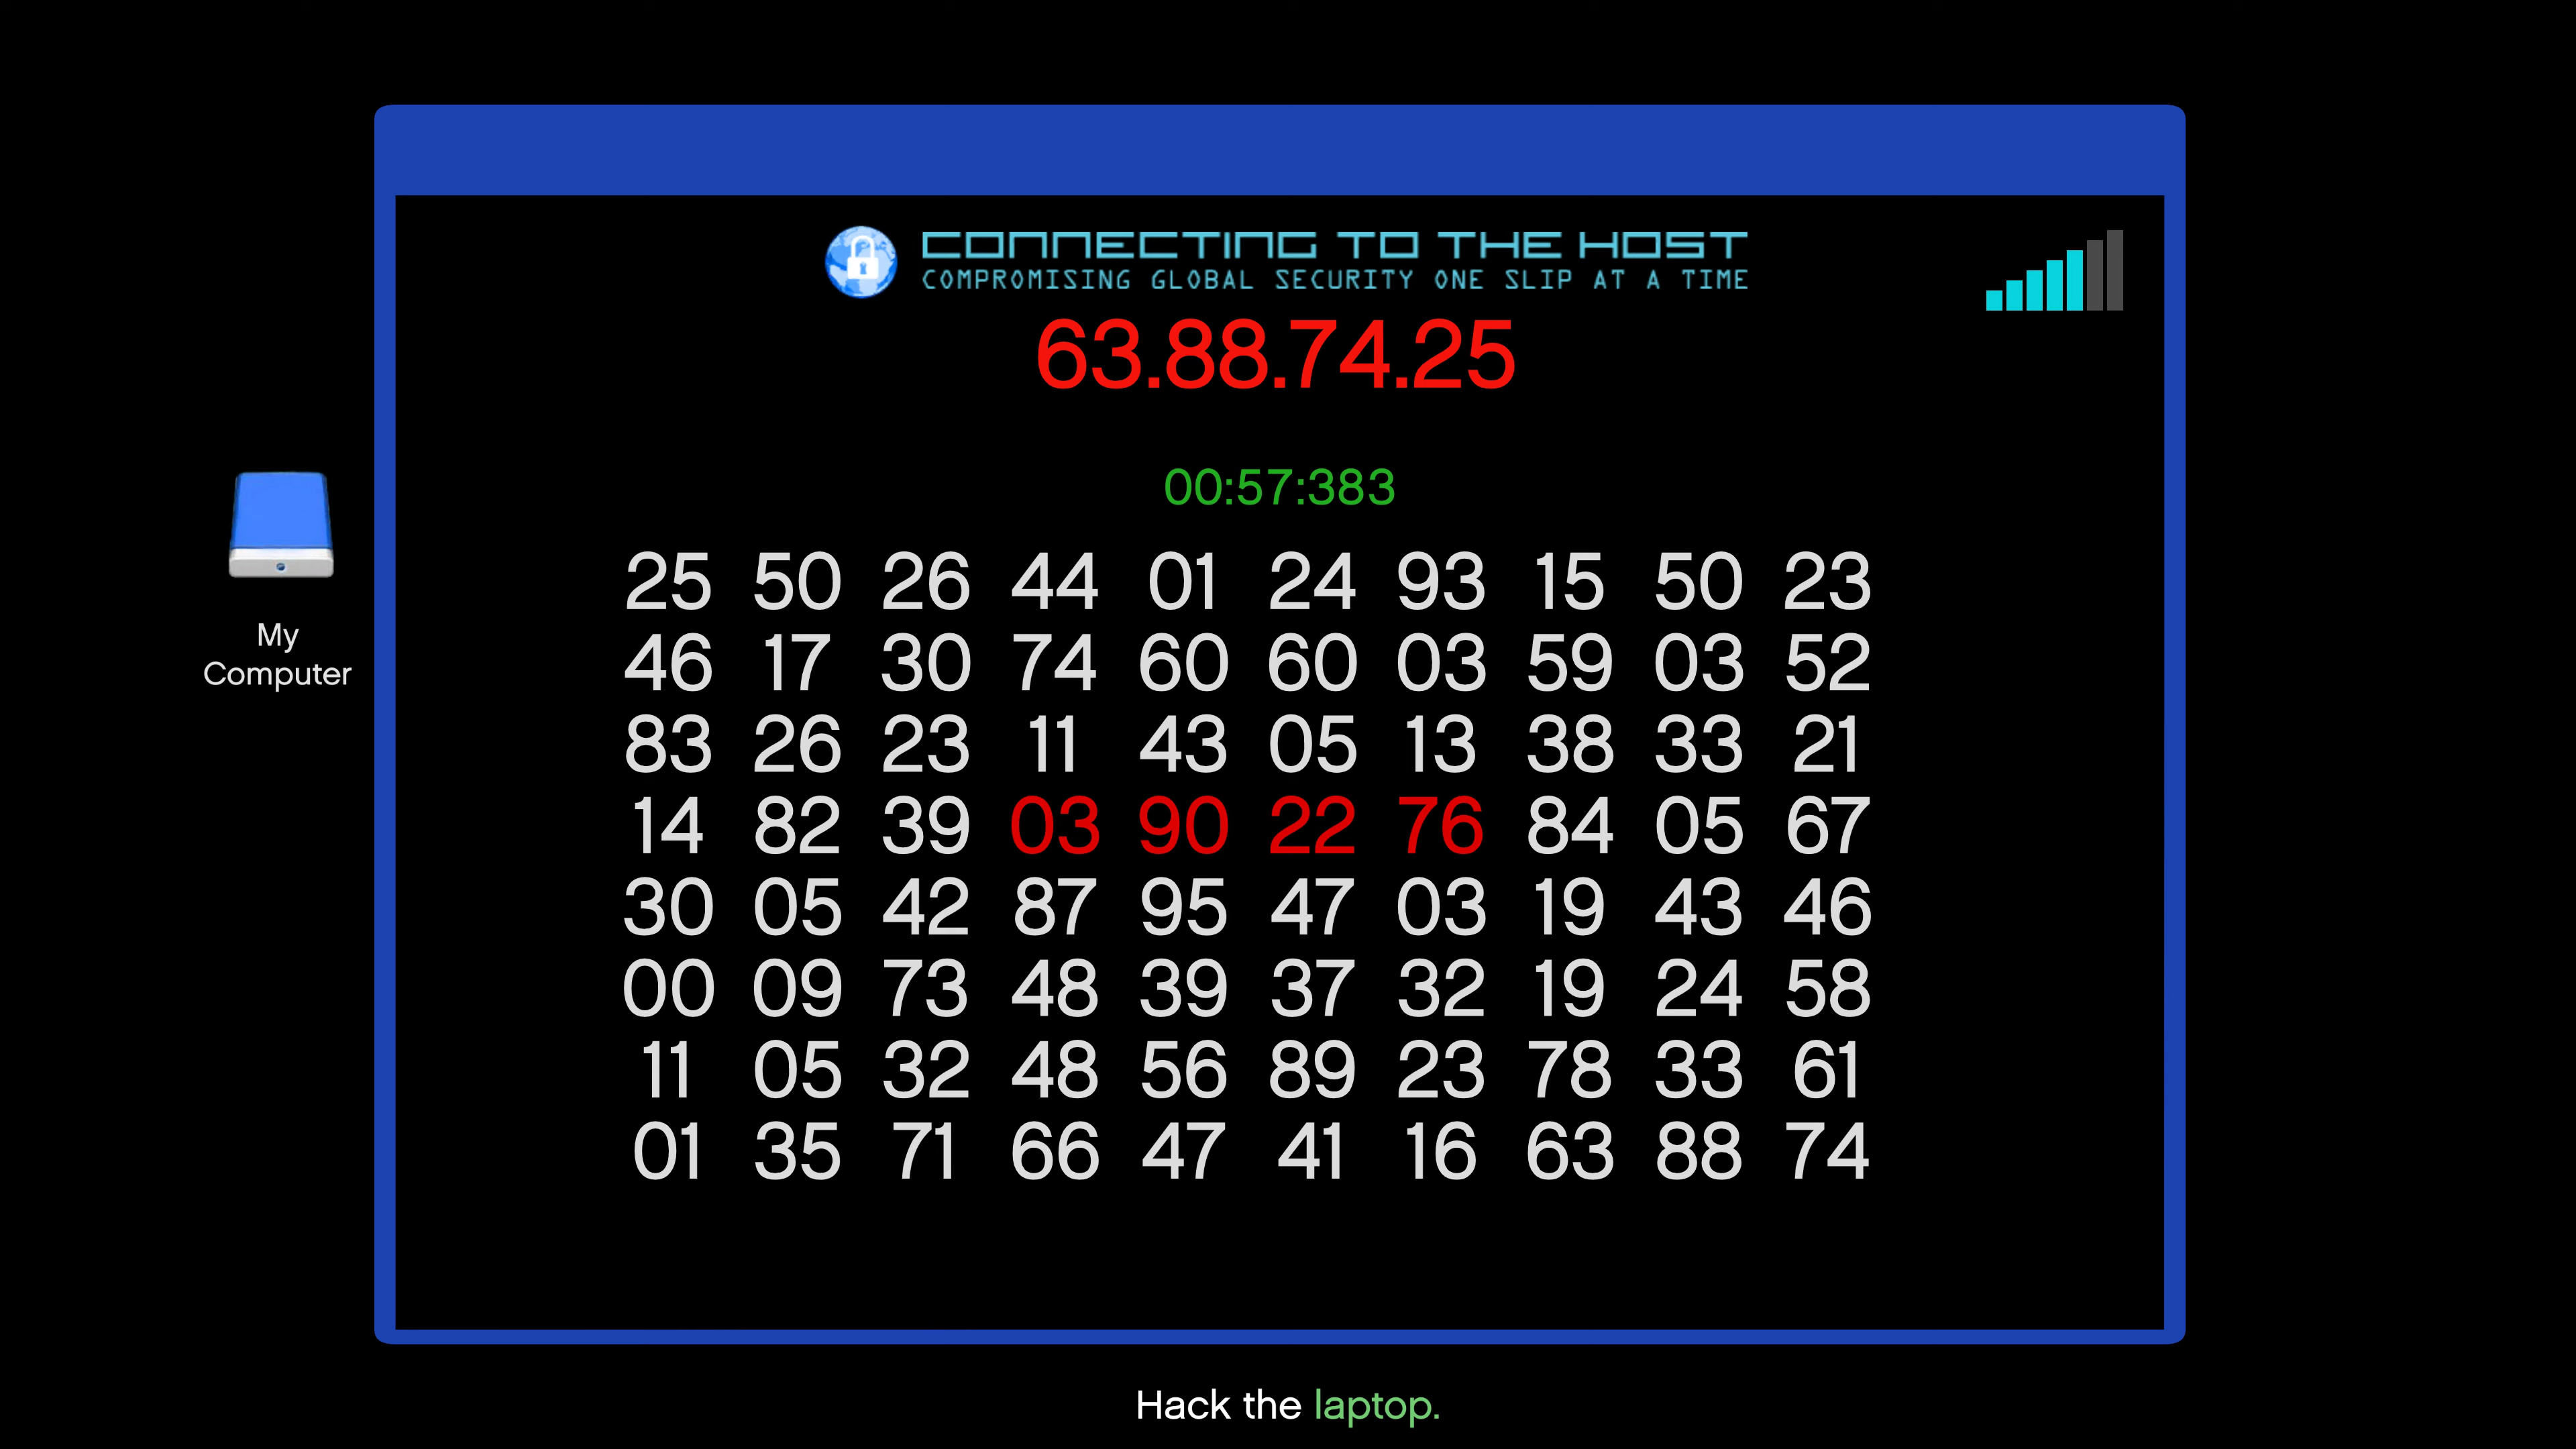 CONNECTING TO THE HOST
COMPROMISING GLOBAL SECURITY ONE SLIP AT A TIME
63.88.74.25
00:57:383
My
Computer
25 50 26 44 01 24 93 15 50 23
46 17 30 74 60 60 03 59 03 52
83 26 23 11 43 05 13 38 33 21
14 82 39 03 90 22 76 84 05 67
30 05 42 87 95 47 03 19 43 46
00 09 73 48 39 37 32 19 24 58
11 05 32 48 56 89 23 78 33 61
01 35 71 66 47 41 16 63 88 74
Hack the laptop.